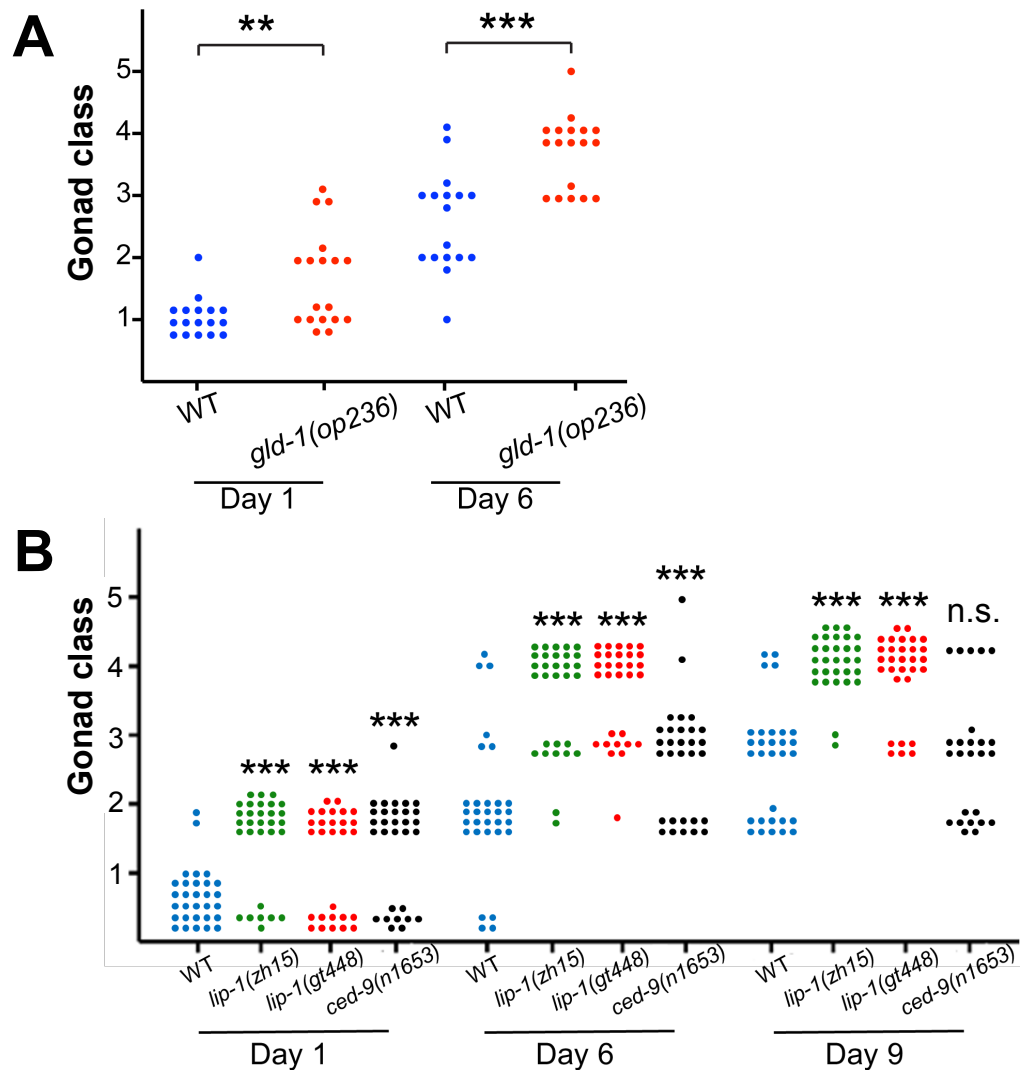 A
** ***
Gonad class
5
4
3
2
1
WT gld-1(op236) WT gld-1(op236)
Day 1 Day 6
B
*** *** *** *** *** *** *** *** n.s.
Gonad class
5
4
3
2
1
WT lip-1(zh15) lip-1(gt448) ced-9(n1653) WT lip-1(zh15) lip-1(gt448) ced-9(n1653) WT lip-1(zh15) lip-1(gt448) ced-9(n1653)
Day 1 Day 6 Day 9